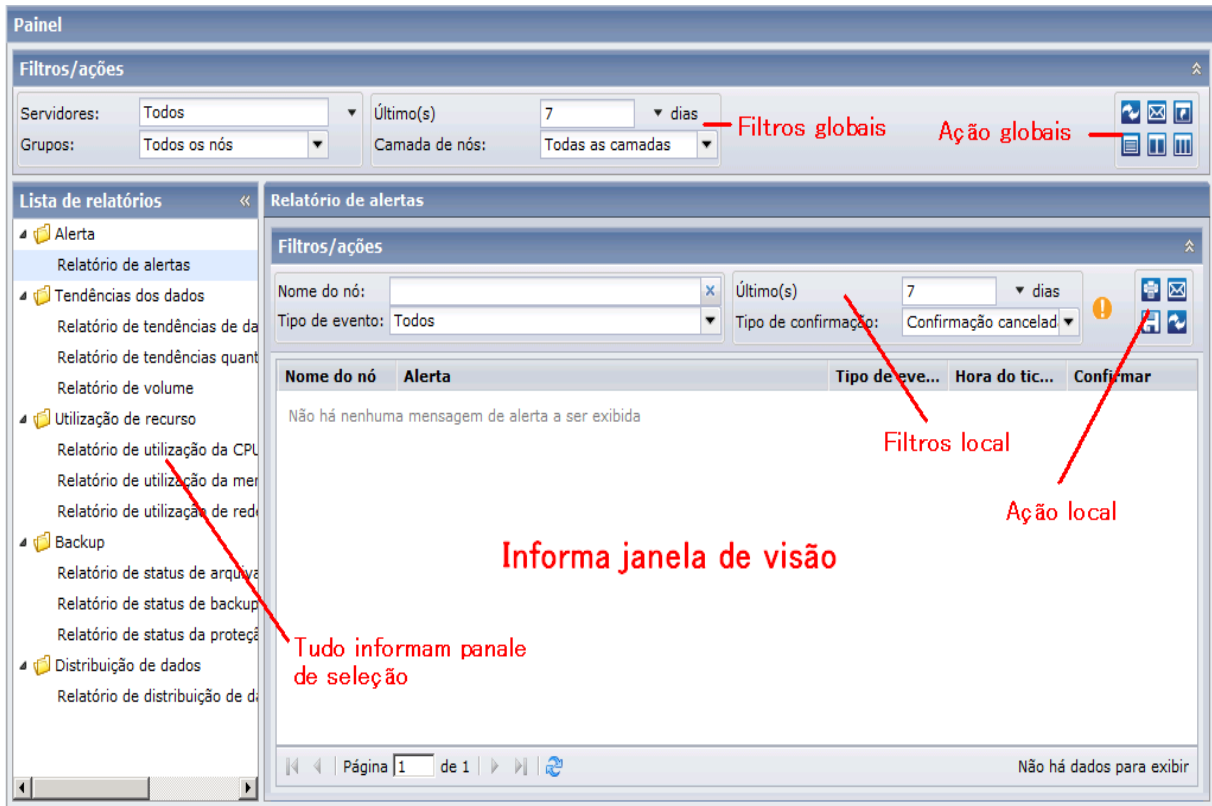 Painel
Filtros/ações
Servidores: Todos Último(s) 7 dias
Grupos: Todos os nós Camada de nós: Todas as camadas
Filtros globais
Ação globais
Lista de relatórios
Alerta
Relatório de alertas
Tendências dos dados
Relatório de tendências de da
Relatório de tendências quant
Relatório de volume
Utilização de recurso
Relatório de utilização da CPU
Relatório de utilização da mer
Relatório de utilização de rede
Backup
Relatório de status de arquiva
Relatório de status de backup
Relatório de status da proteçã
Distribuição de dados
Relatório de distribuição de da
Tudo informam panale
de seleção
Relatório de alertas
Filtros/ações
Nome do nó: Último(s) 7 dias
Tipo de evento: Todos Tipo de confirmação: Confirmação cancelad
Nome do nó Alerta Tipo de eve... Hora do tic... Confirmar
Não há nenhuma mensagem de alerta a ser exibida
Filtros local
Ação local
Informa janela de visão
Página 1 de 1 Não há dados para exibir